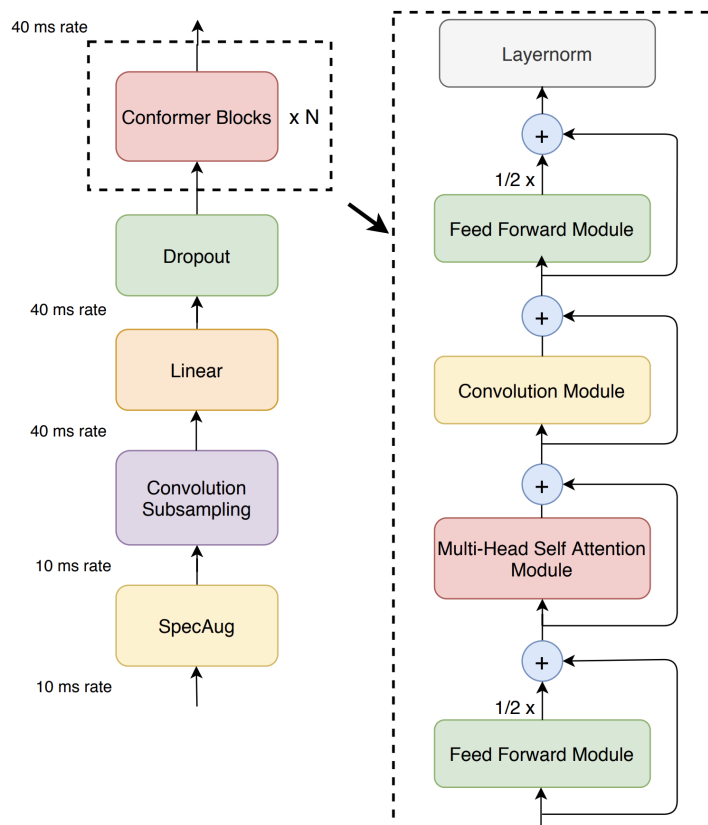 40 ms rate
Conformer Blocks
x N
Dropout
40 ms rate
Linear
40 ms rate
Convolution
Subsampling
10 ms rate
SpecAug
10 ms rate
Layernorm
+
1/2 x
Feed Forward Module
+
Convolution Module
+
Multi-Head Self Attention
Module
+
1/2 x
Feed Forward Module